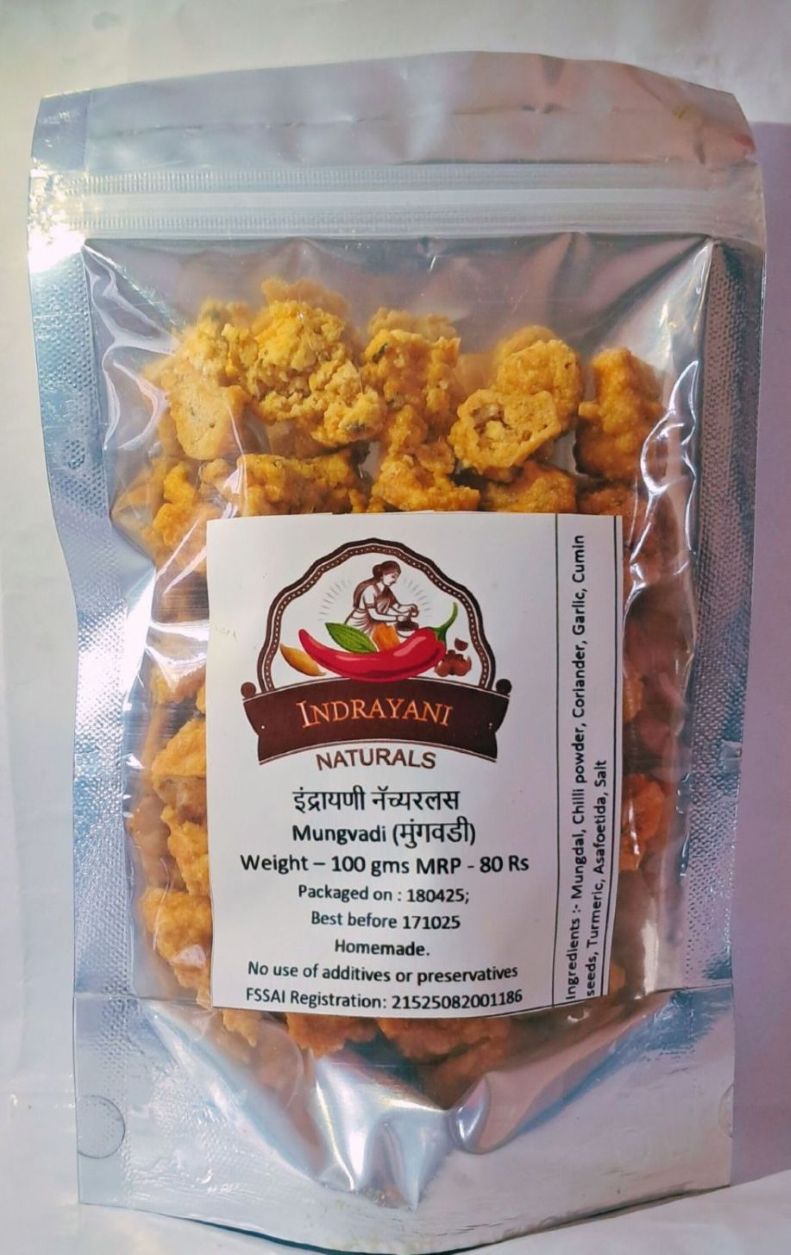 INDRAYANI
NATURALS
इंद्रायणी नॅच्यरलस
Mungvadi (मुंगवडी)
Weight – 100 gms MRP - 80 Rs
Packaged on : 180425;
Best before 171025
Homemade.
No use of additives or preservatives
FSSAI Registration: 21525082001186
Ingredients :- Mungdal, Chilli powder, Coriander, Garlic, Cumin
seeds, Turmeric, Asafoetida, Salt